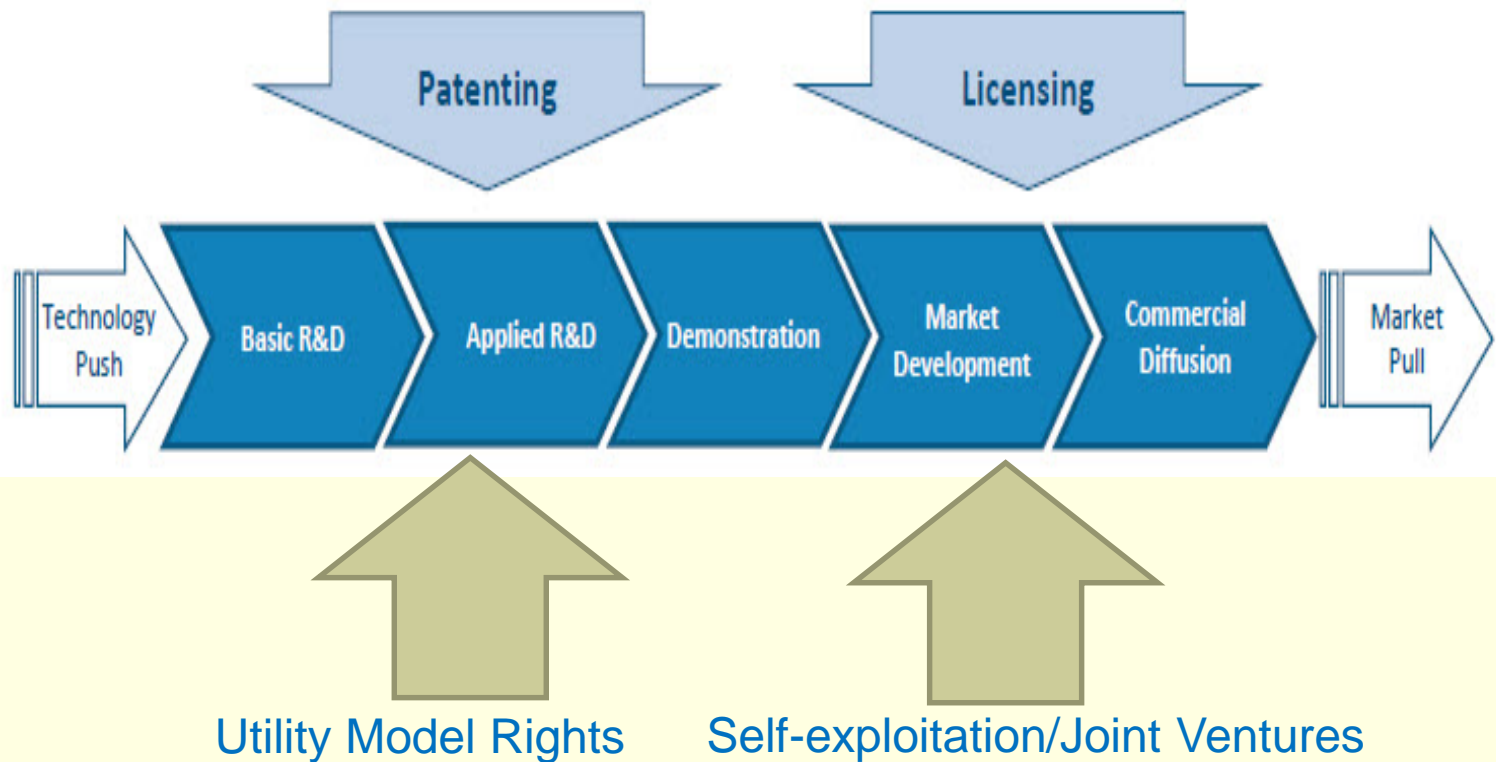 Patenting
Licensing
Technology
Push
Basic R&D
Applied R&D
Demonstration
Market
Development
Commercial
Diffusion
Market
Pull
Utility Model Rights
Self-exploitation/Joint Ventures